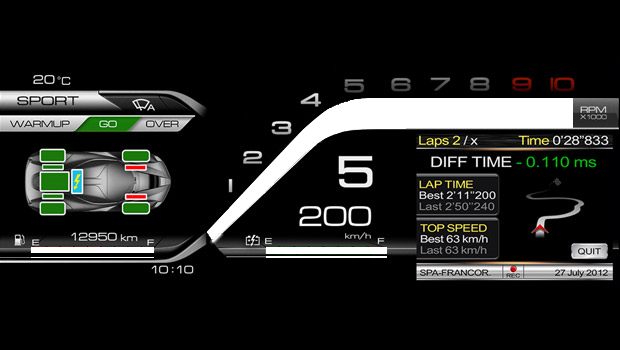 20 °C
SPORT
A
WARMUP GO OVER
E F
12950 km
10:10
1
2
3
4
5
6
7
8
9
10
RPM
X1000
5
200
km/h
E F
Laps 2 / x Time 0'28"833
DIFF TIME - 0.110 ms
LAP TIME
Best 2'11"200
Last 2'50"240
TOP SPEED
Best 63 km/h
Last 63 km/h
QUIT
SPA-FRANCOR. REC 27 July 2012